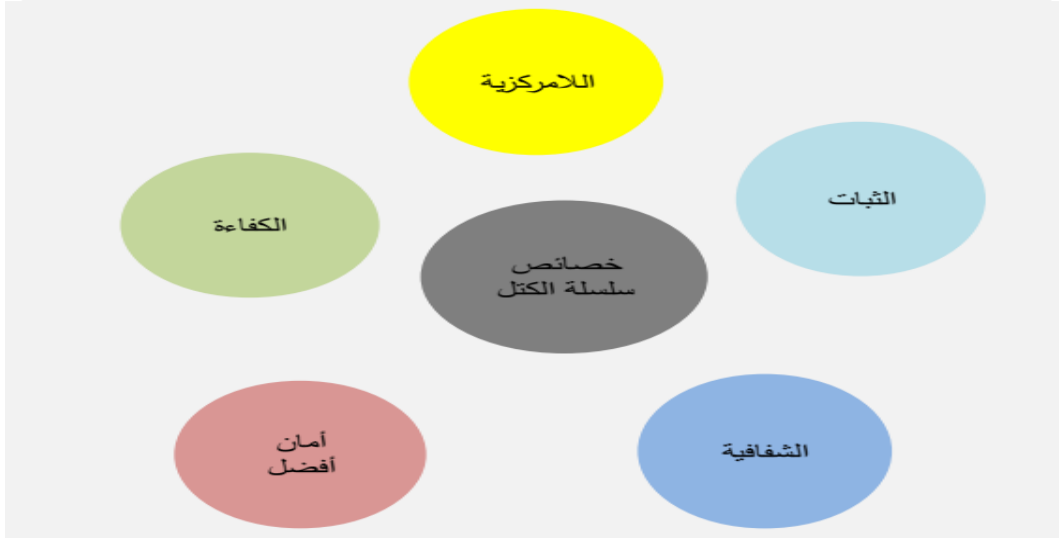 اللامركزية
الثبات
الكفاءة
خصائص
سلسلة الكتل
أمان
أفضل
الشفافية